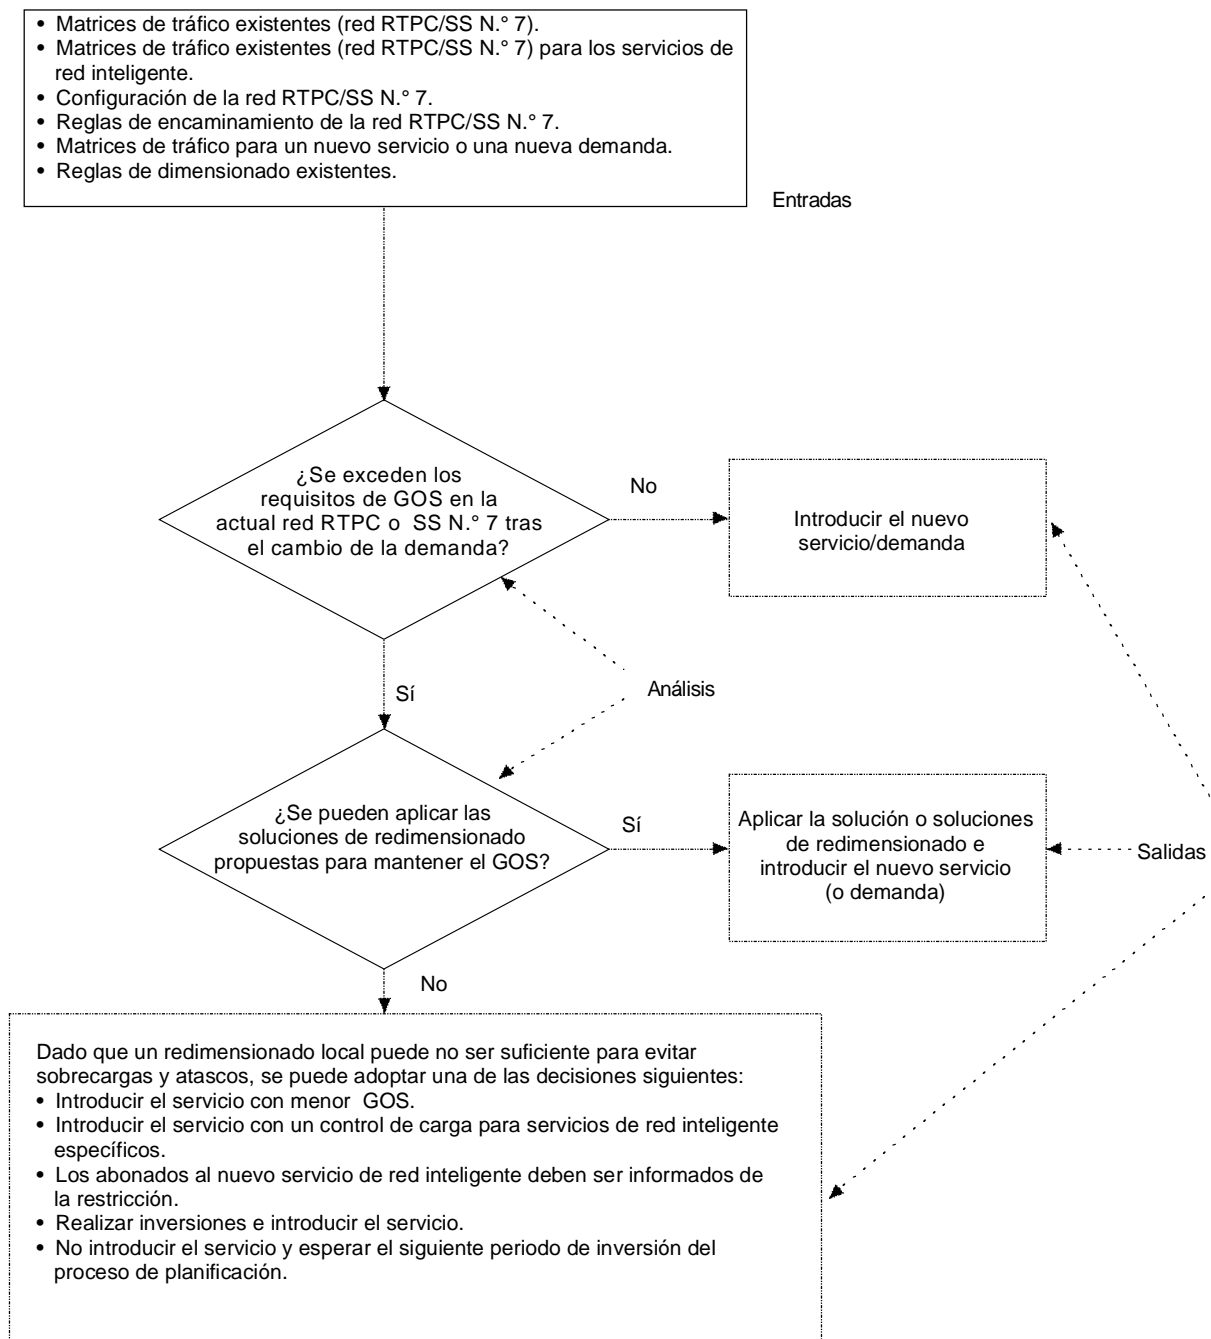 • Matrices de tráfico existentes (red RTPC/SS N.° 7).
• Matrices de tráfico existentes (red RTPC/SS N.° 7) para los servicios de
red inteligente.
• Configuración de la red RTPC/SS N.° 7.
• Reglas de encaminamiento de la red RTPC/SS N.° 7.
• Matrices de tráfico para un nuevo servicio o una nueva demanda.
• Reglas de dimensionado existentes.
Entradas
¿Se exceden los
requisitos de GOS en la
actual red RTPC o SS N.° 7 tras
el cambio de la demanda?
No
Introducir el nuevo
servicio/demanda
Sí
Análisis
¿Se pueden aplicar las
soluciones de redimensionado
propuestas para mantener el GOS?
Sí
Aplicar la solución o soluciones
de redimensionado e
introducir el nuevo servicio
(o demanda)
Salidas
No
Dado que un redimensionado local puede no ser suficiente para evitar
sobrecargas y atascos, se puede adoptar una de las decisiones siguientes:
• Introducir el servicio con menor GOS.
• Introducir el servicio con un control de carga para servicios de red inteligente
específicos.
• Los abonados al nuevo servicio de red inteligente deben ser informados de
la restricción.
• Realizar inversiones e introducir el servicio.
• No introducir el servicio y esperar el siguiente periodo de inversión del
proceso de planificación.